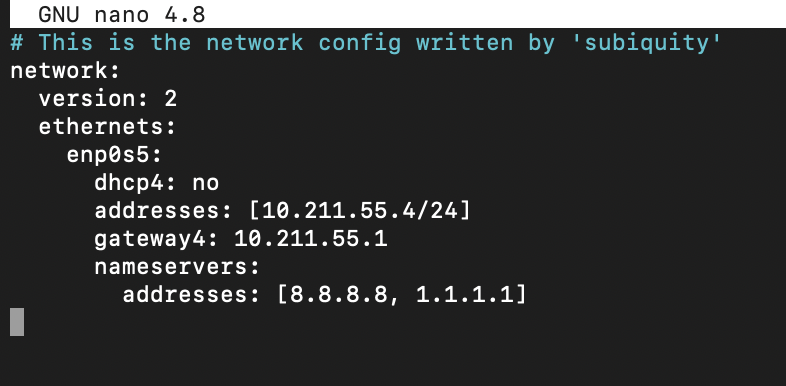 GNU nano 4.8
# This is the network config written by 'subiquity'
network:
  version: 2
  ethernets:
    enp0s5:
      dhcp4: no
      addresses: [10.211.55.4/24]
      gateway4: 10.211.55.1
      nameservers:
        addresses: [8.8.8.8, 1.1.1.1]